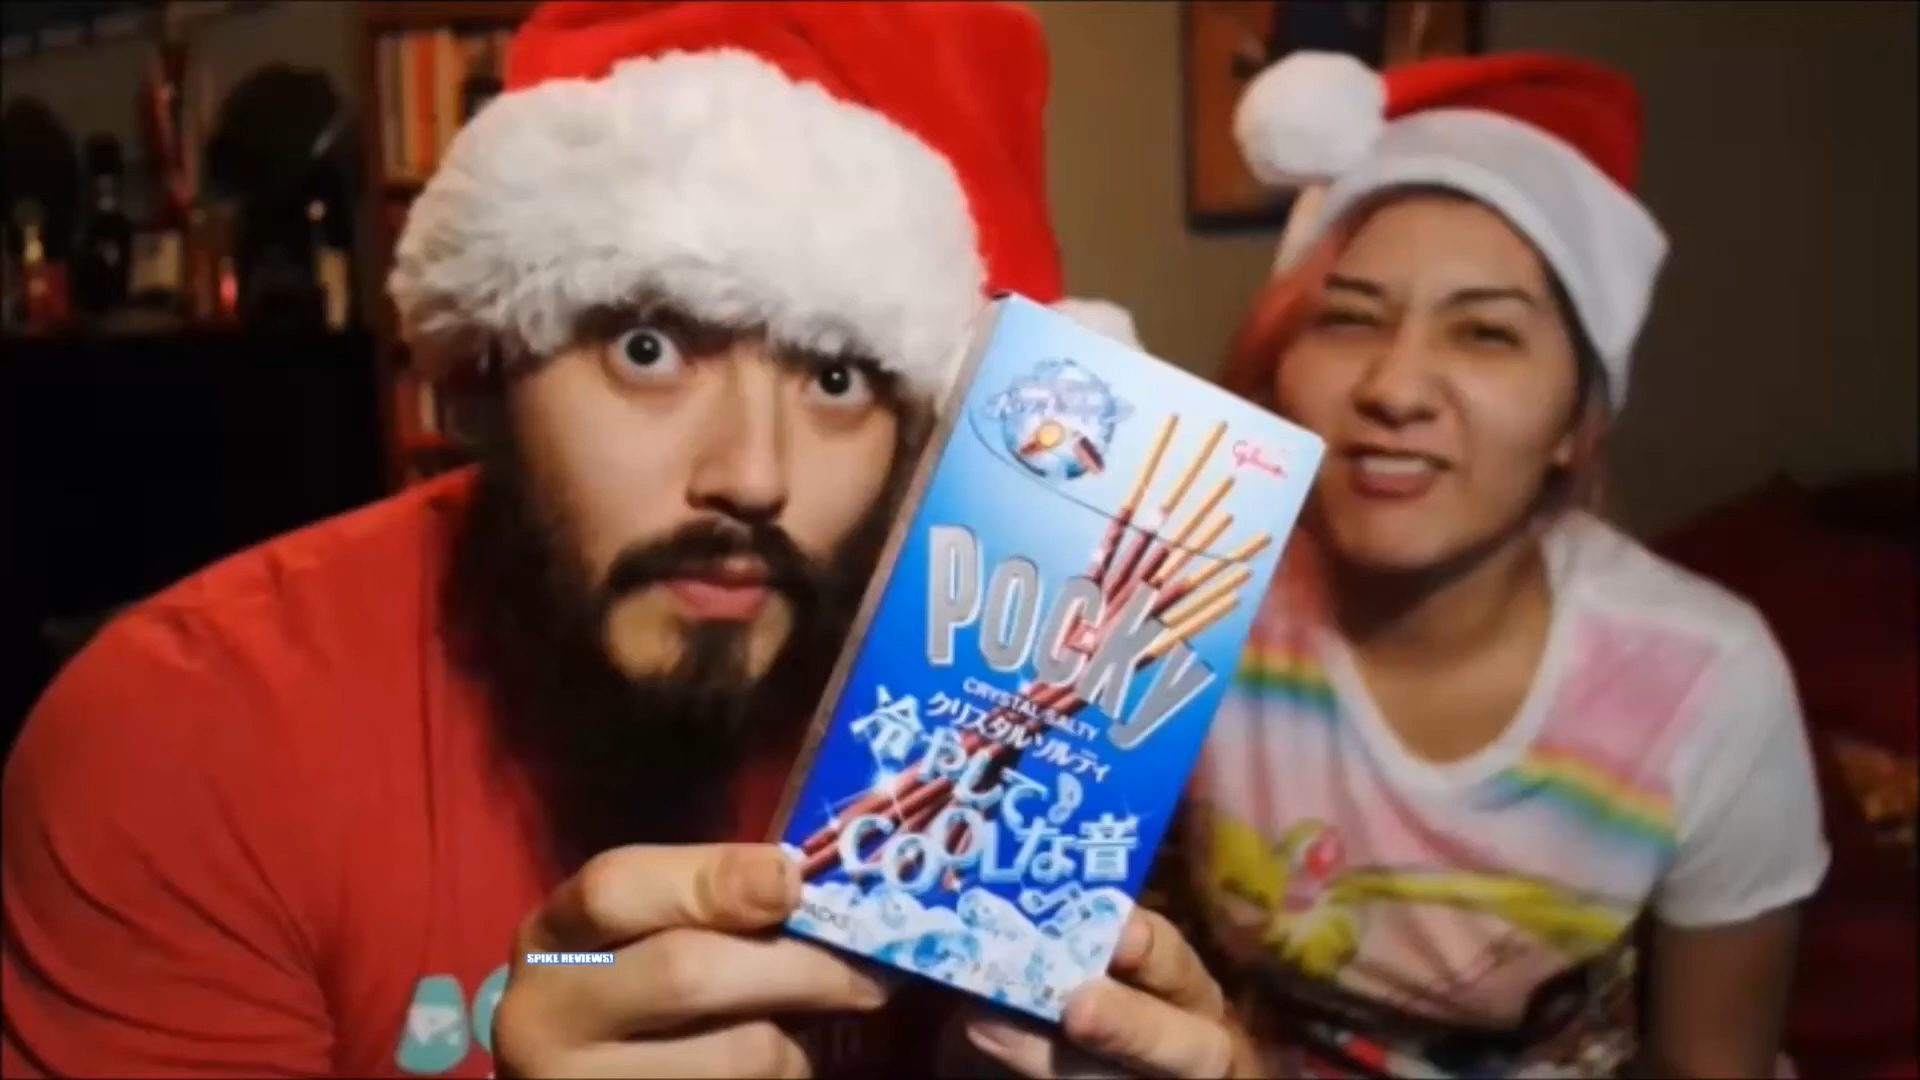 Glico
POCKY
CRYSTAL SALTY
クリスタルソルティ
冷やして♪
COOLな音
PACKS
SPIKE REVIEWS!